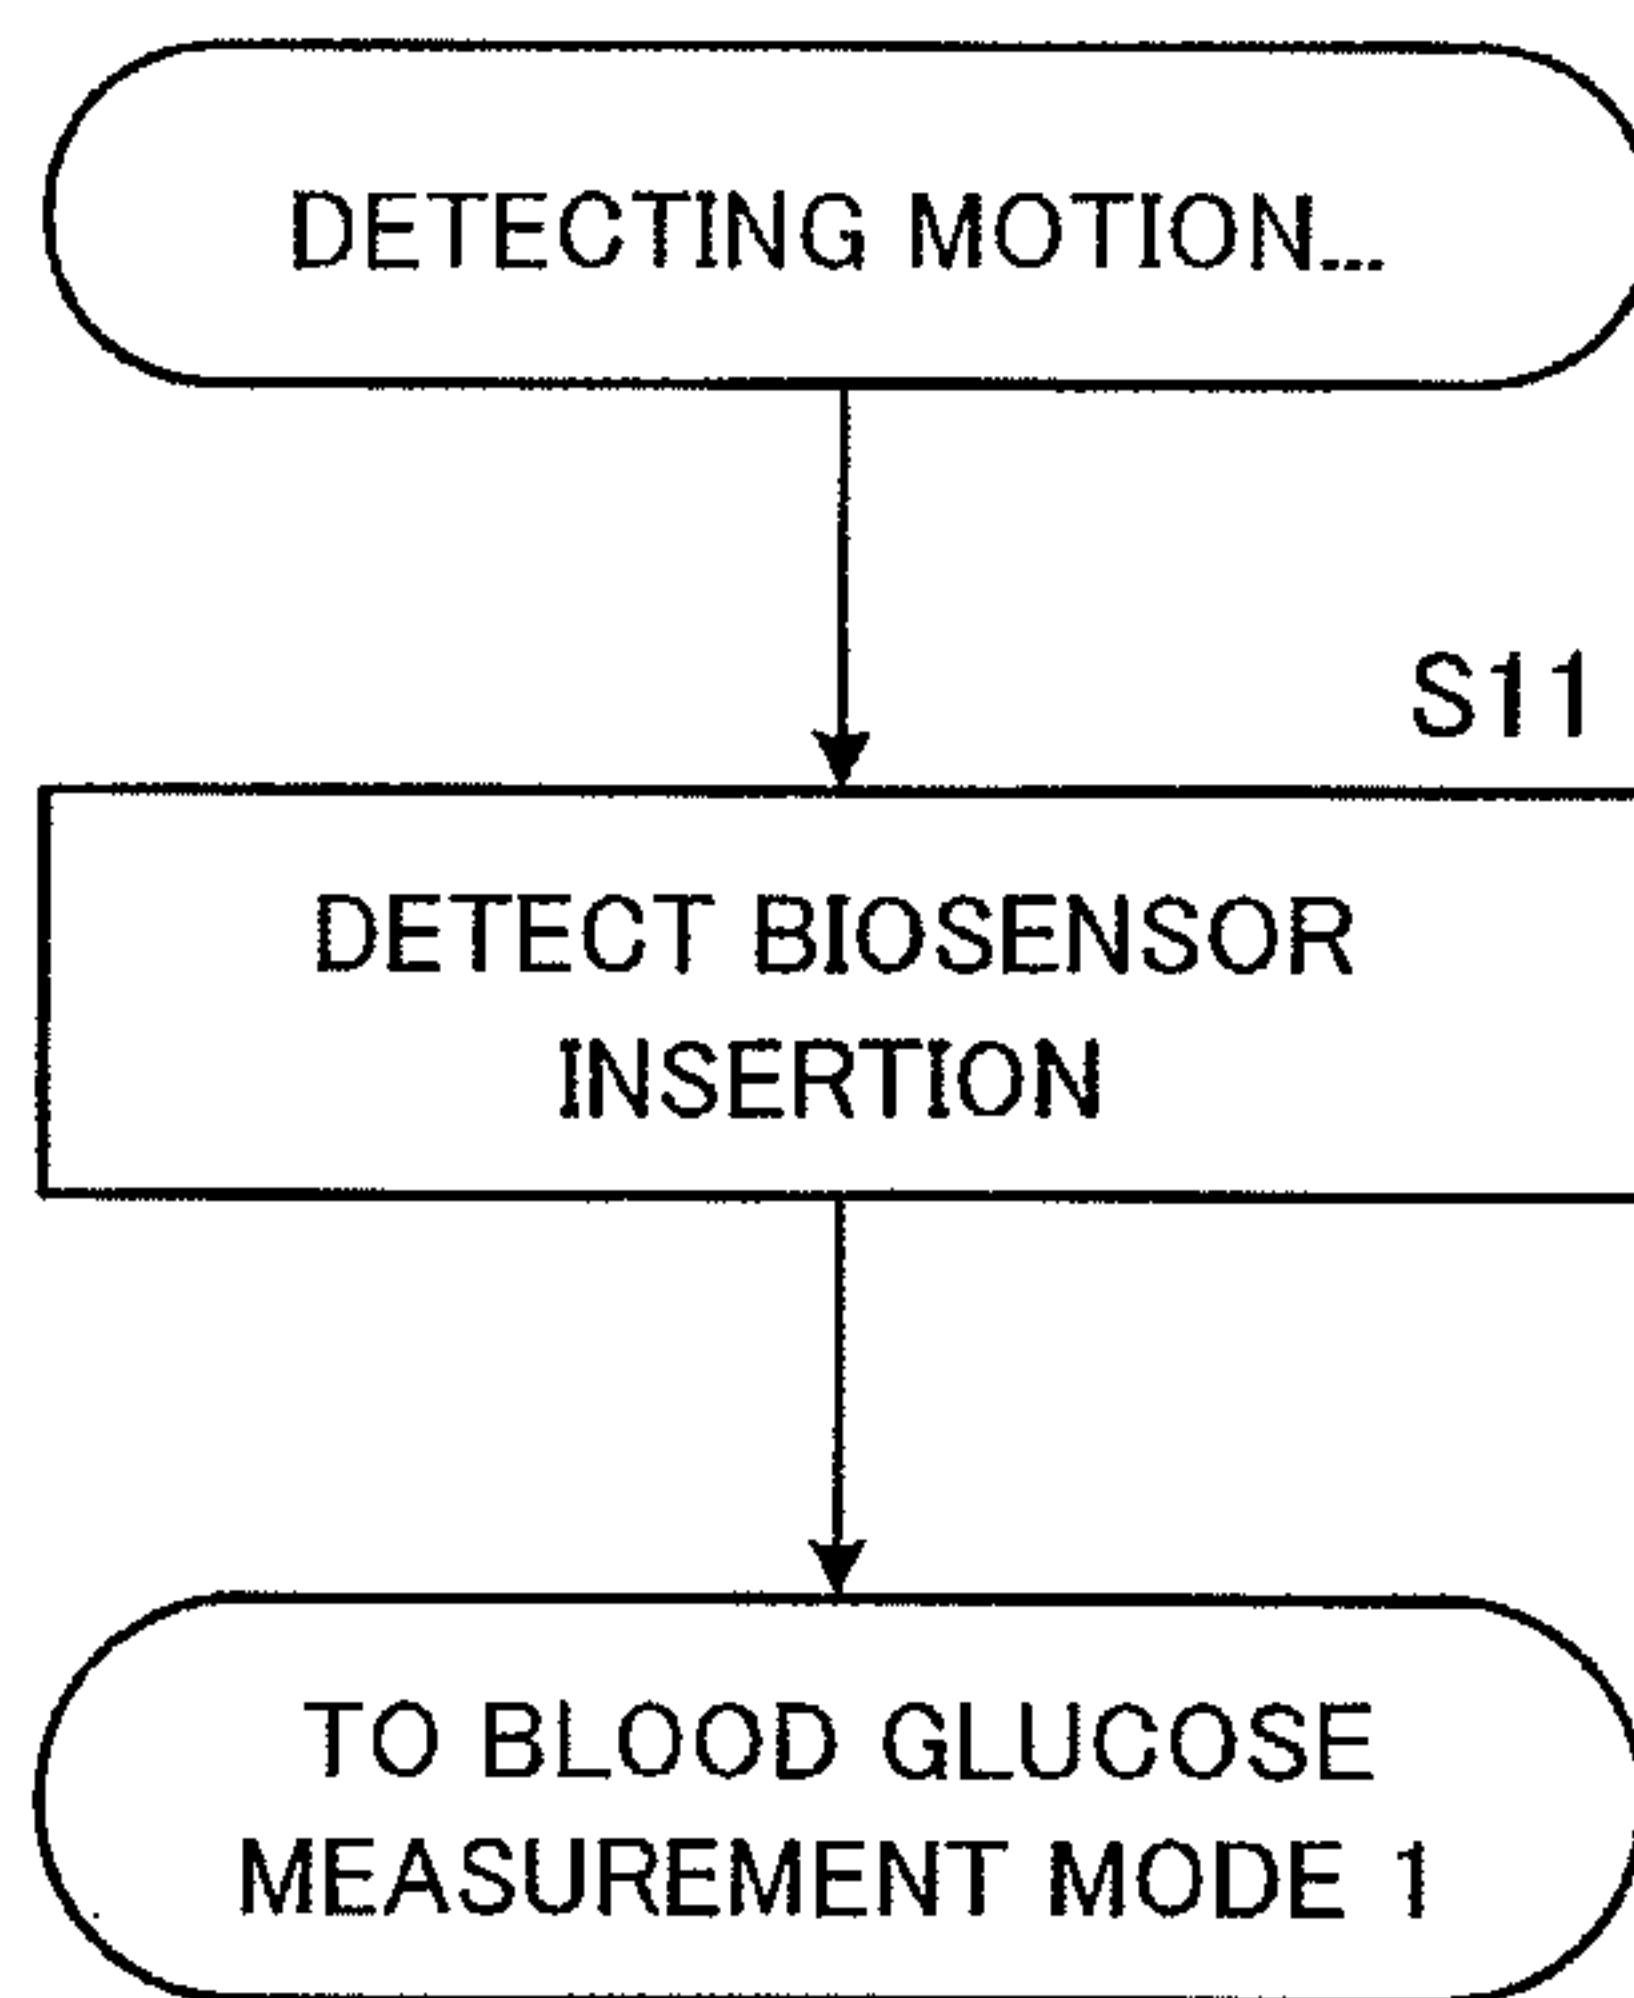 DETECTING MOTION...
S11
DETECT BIOSENSOR
INSERTION
TO BLOOD GLUCOSE
MEASUREMENT MODE 1